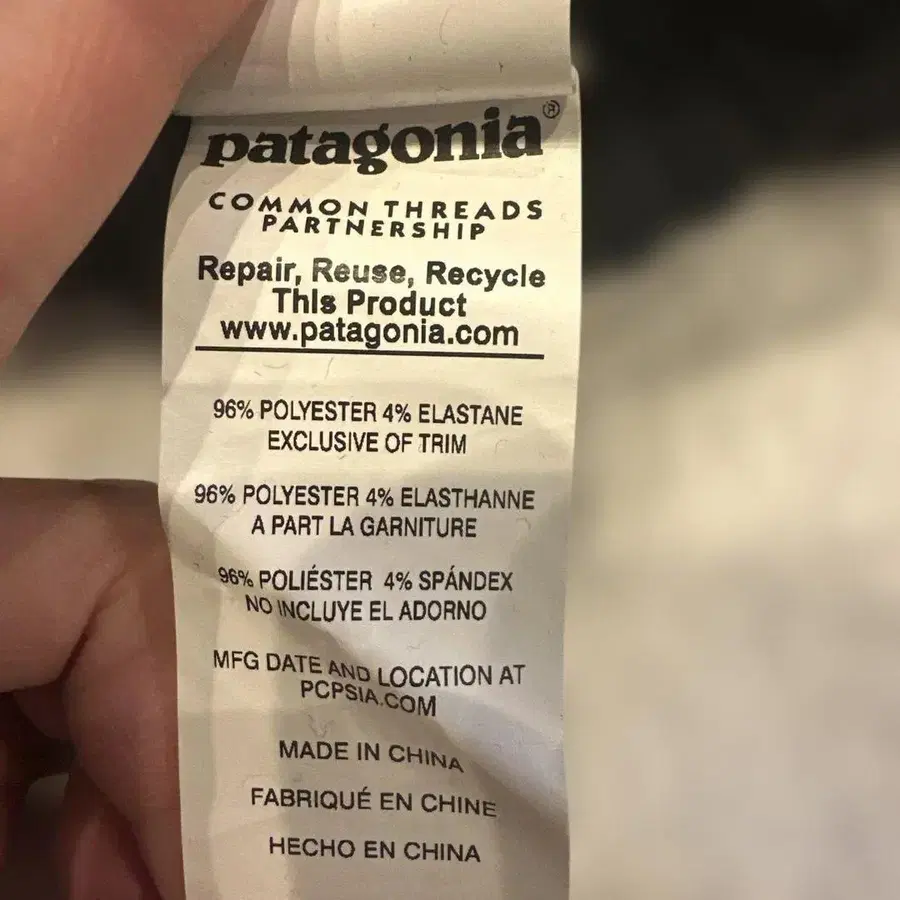 patagonia®
COMMON THREADS
PARTNERSHIP
Repair, Reuse, Recycle
This Product
www.patagonia.com
96% POLYESTER 4% ELASTANE
EXCLUSIVE OF TRIM
96% POLYESTER 4% ELASTHANNE
A PART LA GARNITURE
96% POLIÉSTER 4% SPÁNDEX
NO INCLUYE EL ADORNO
MFG DATE AND LOCATION AT
PCPSIA.COM
MADE IN CHINA
FABRIQUÉ EN CHINE
HECHO EN CHINA